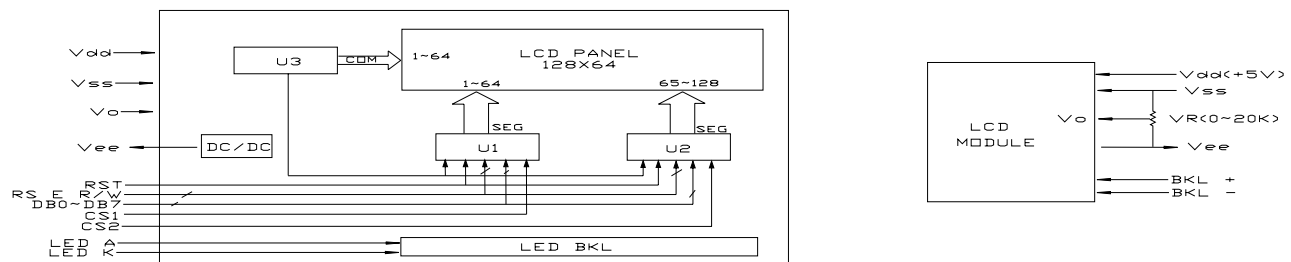 Vdd
Vss
Vo
Vee
DC/DC
U3
COM
1~64
LCD PANEL
128X64
1~64
65~128
SEG
SEG
U1
U2
RST
RS E R/W
DB0~DB7
CS1
CS2
LED A
LED K
LED BKL
LCD
MODULE
Vo
Vdd(+5V)
Vss
VR(0~20K)
Vee
BKL +
BKL -